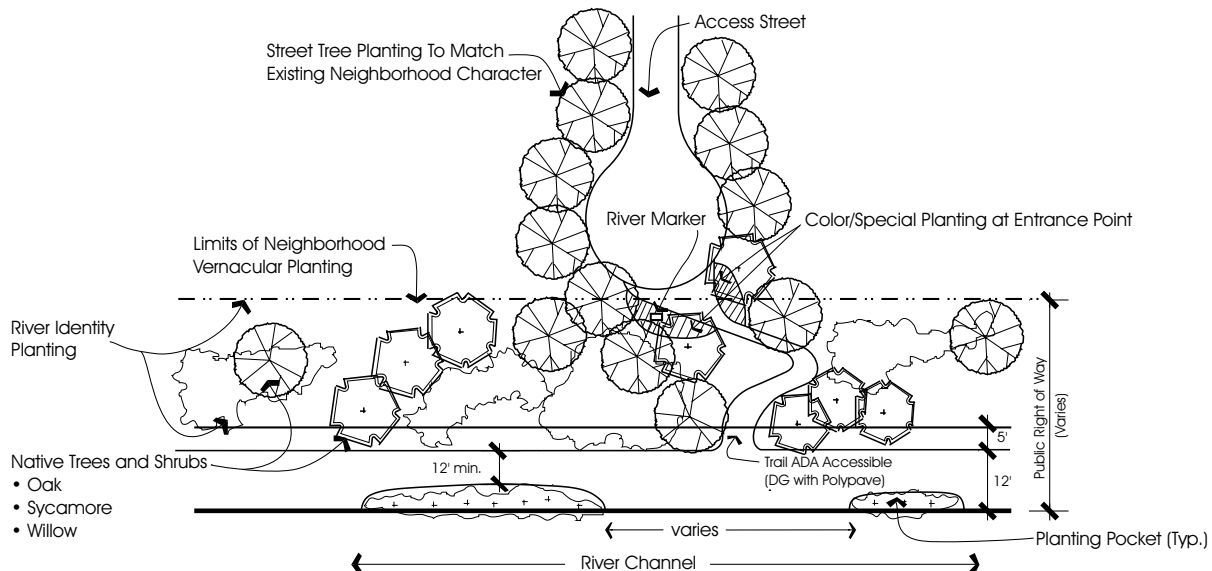 Access Street
Street Tree Planting To Match
Existing Neighborhood Character
River Marker
Color/Special Planting at Entrance Point
Limits of Neighborhood
Vernacular Planting
River Identity
Planting
Public Right of Way
(Varies)
5'
Native Trees and Shrubs
• Oak
• Sycamore
• Willow
12' min.
Trail ADA Accessible
(DG with Polypave)
12'
varies
Planting Pocket (Typ.)
River Channel